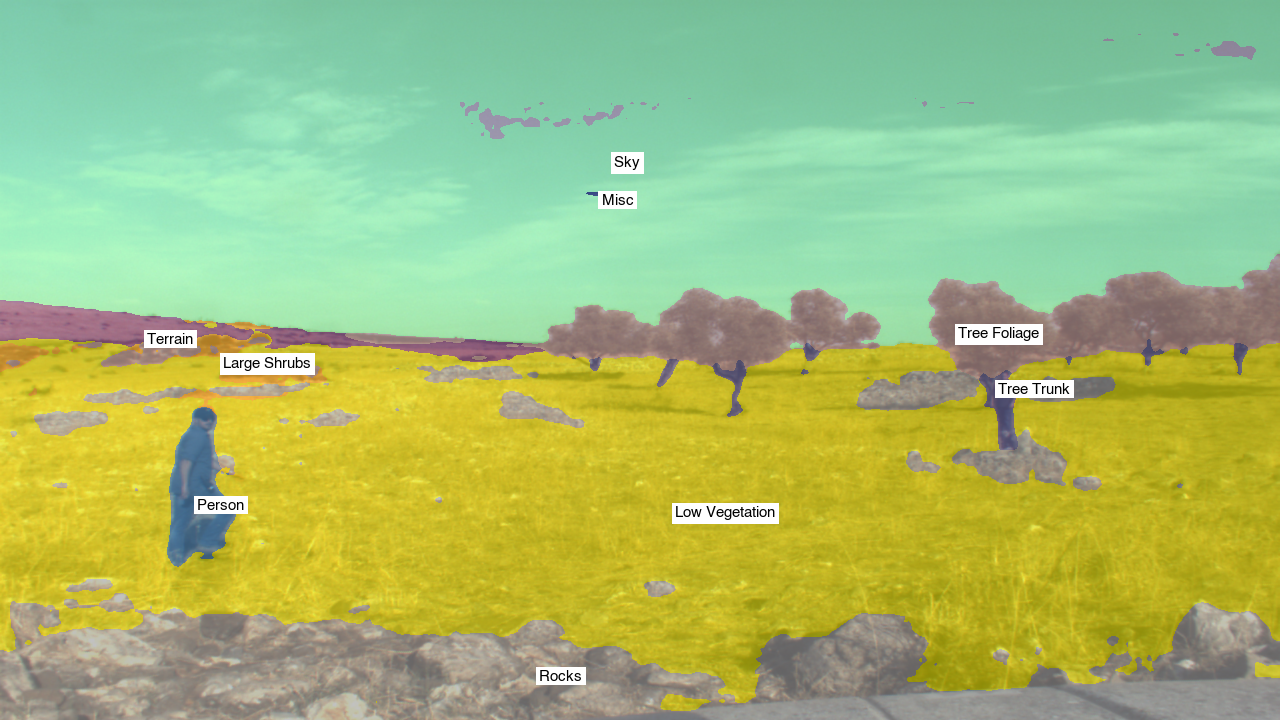 Sky
Misc
Terrain
Tree Foliage
Large Shrubs
Tree Trunk
Person
Low Vegetation
Rocks